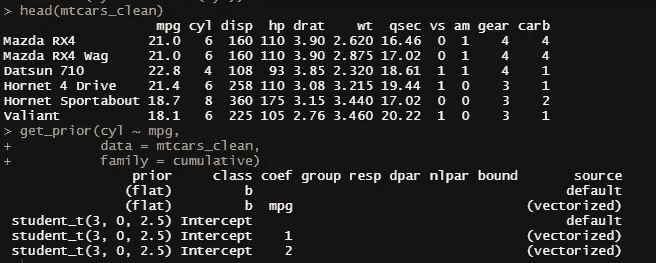 > head(mtcars_clean)
mpg cyl disp hp drat wt qsec vs am gear carb
Mazda RX4 21.0 6 160 110 3.90 2.620 16.46 0 1 4 4
Mazda RX4 Wag 21.0 6 160 110 3.90 2.875 17.02 0 1 4 4
Datsun 710 22.8 4 108 93 3.85 2.320 18.61 1 1 4 1
Hornet 4 Drive 21.4 6 258 110 3.08 3.215 19.44 1 0 3 1
Hornet Sportabout 18.7 8 360 175 3.15 3.440 17.02 0 0 3 2
Valiant 18.1 6 225 105 2.76 3.460 20.22 1 0 3 1
> get_prior(cyl ~ mpg,
+ data = mtcars_clean,
+ family = cumulative)
prior class coef group resp dpar nlpar bound source
(flat) b default
(flat) b mpg (vectorized)
student_t(3, 0, 2.5) Intercept default
student_t(3, 0, 2.5) Intercept 1 (vectorized)
student_t(3, 0, 2.5) Intercept 2 (vectorized)